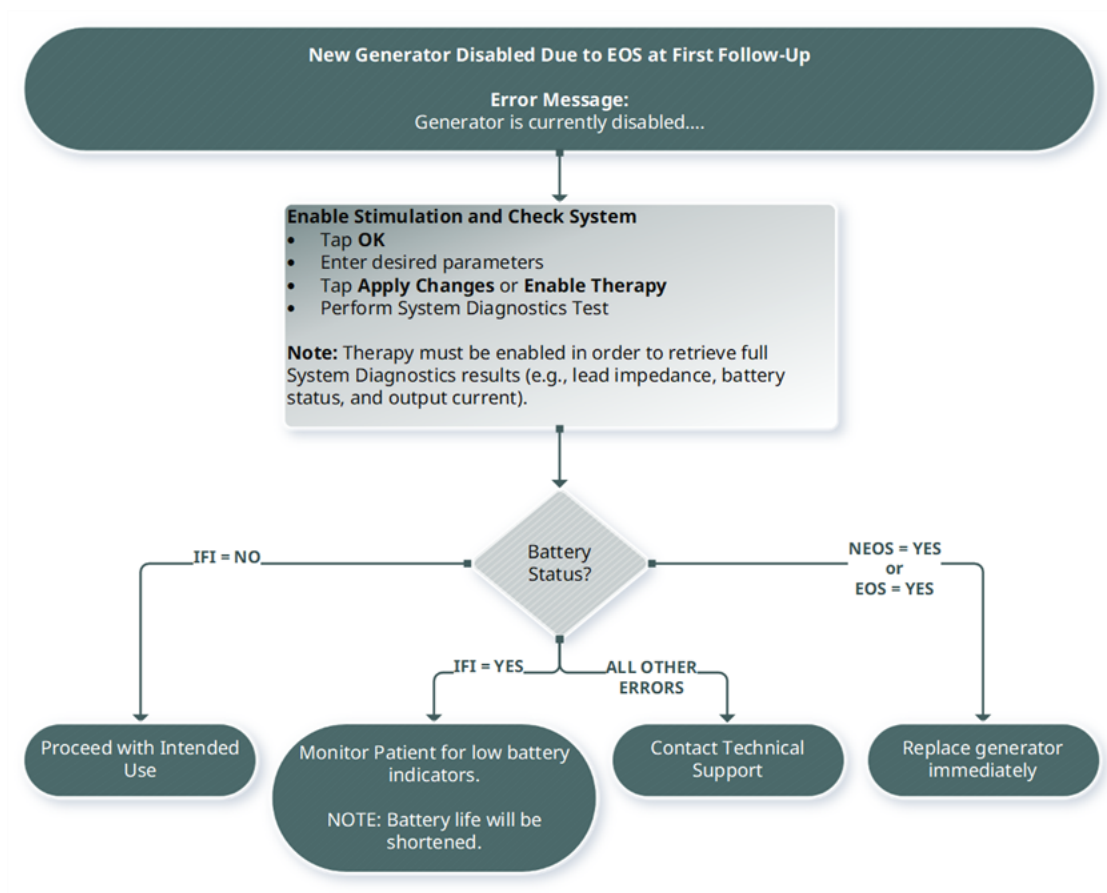 New Generator Disabled Due to EOS at First Follow-Up
Error Message:
Generator is currently disabled....
Enable Stimulation and Check System
• Tap OK
• Enter desired parameters
• Tap Apply Changes or Enable Therapy
• Perform System Diagnostics Test
Note: Therapy must be enabled in order to retrieve full
System Diagnostics results (e.g., lead impedance, battery
status, and output current).
Battery
Status?
IFI = NO
NEOS = YES
or
EOS = YES
IFI = YES
ALL OTHER
ERRORS
Proceed with Intended
Use
Monitor Patient for low battery
indicators.
NOTE: Battery life will be
shortened.
Contact Technical
Support
Replace generator
immediately